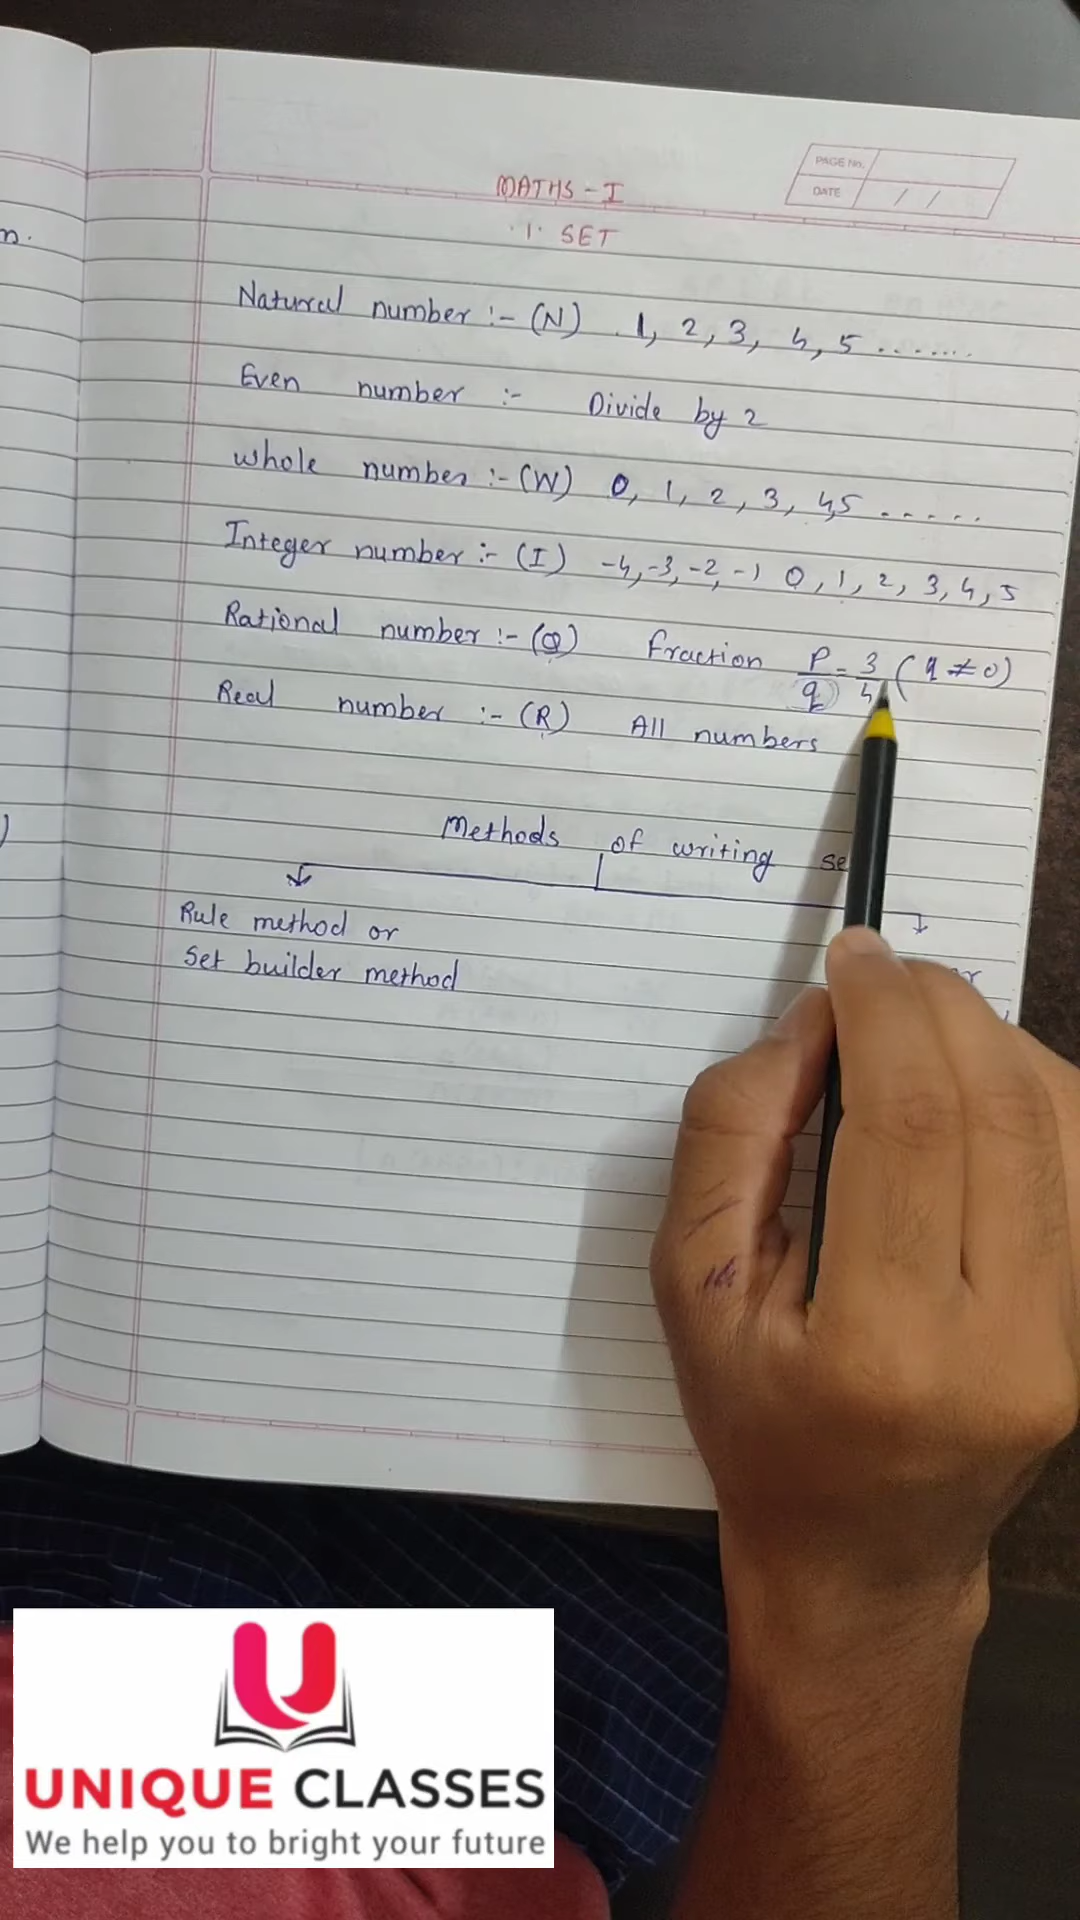 PAGE No.
DATE / /
MATHS - I
1. SET
n.
Natural number :- (N) 1, 2, 3, 4, 5 .......
Even number :- Divide by 2
whole number :- (W) 0, 1, 2, 3, 4,5 .....
Integer number :- (I) -4, -3, -2, -1 0, 1, 2, 3, 4, 5
Rational number :- (Q) fraction P/q = 3/4 (q ≠ 0)
Real number :- (R) All numbers
)
Methods of writing se
Rule method or
Set builder method
or
U
UNIQUE CLASSES
We help you to bright your future